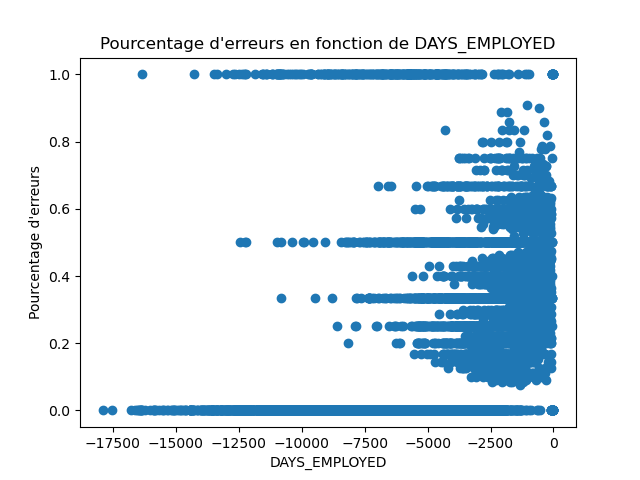 Pourcentage d'erreurs en fonction de DAYS_EMPLOYED
1.0
0.8
0.6
0.4
0.2
0.0
Pourcentage d'erreurs
−17500 −15000 −12500 −10000 −7500 −5000 −2500 0
DAYS_EMPLOYED